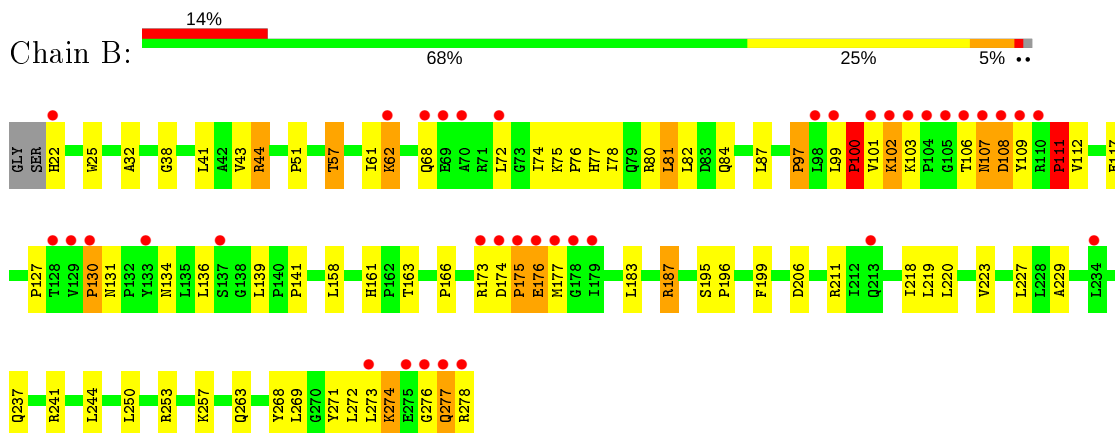 14%
Chain B:
68% 25% 5% ••
GLY SER H22 W25 A32 G38 L41 A42 V43 R44 P51 T57 I61 K62 Q68 E69 A70 R71 L72 G73 I74 K75 P76 H77 I78 Q79 R80 L81 L82 D83 Q84 L87 P97 L98 L99 P100 V101 K102 K103 P104 G105 T106 N107 D108 Y109 R110 P111 V112
P127 T128 V129 P130 N131 P132 Y133 N134 L135 L136 S137 G138 L139 P140 P141 L158 H161 P162 T163 P166 R173 D174 P175 E176 M177 G178 I179 L183 R187 S195 P196 F199 D206 R211 I212 Q213 I218 L219 L220 V223 L227 L228 A229 L234
Q237 R241 L244 L250 R253 K257 Q263 Y268 L269 G270 Y271 L272 L273 K274 E275 G276 Q277 R278